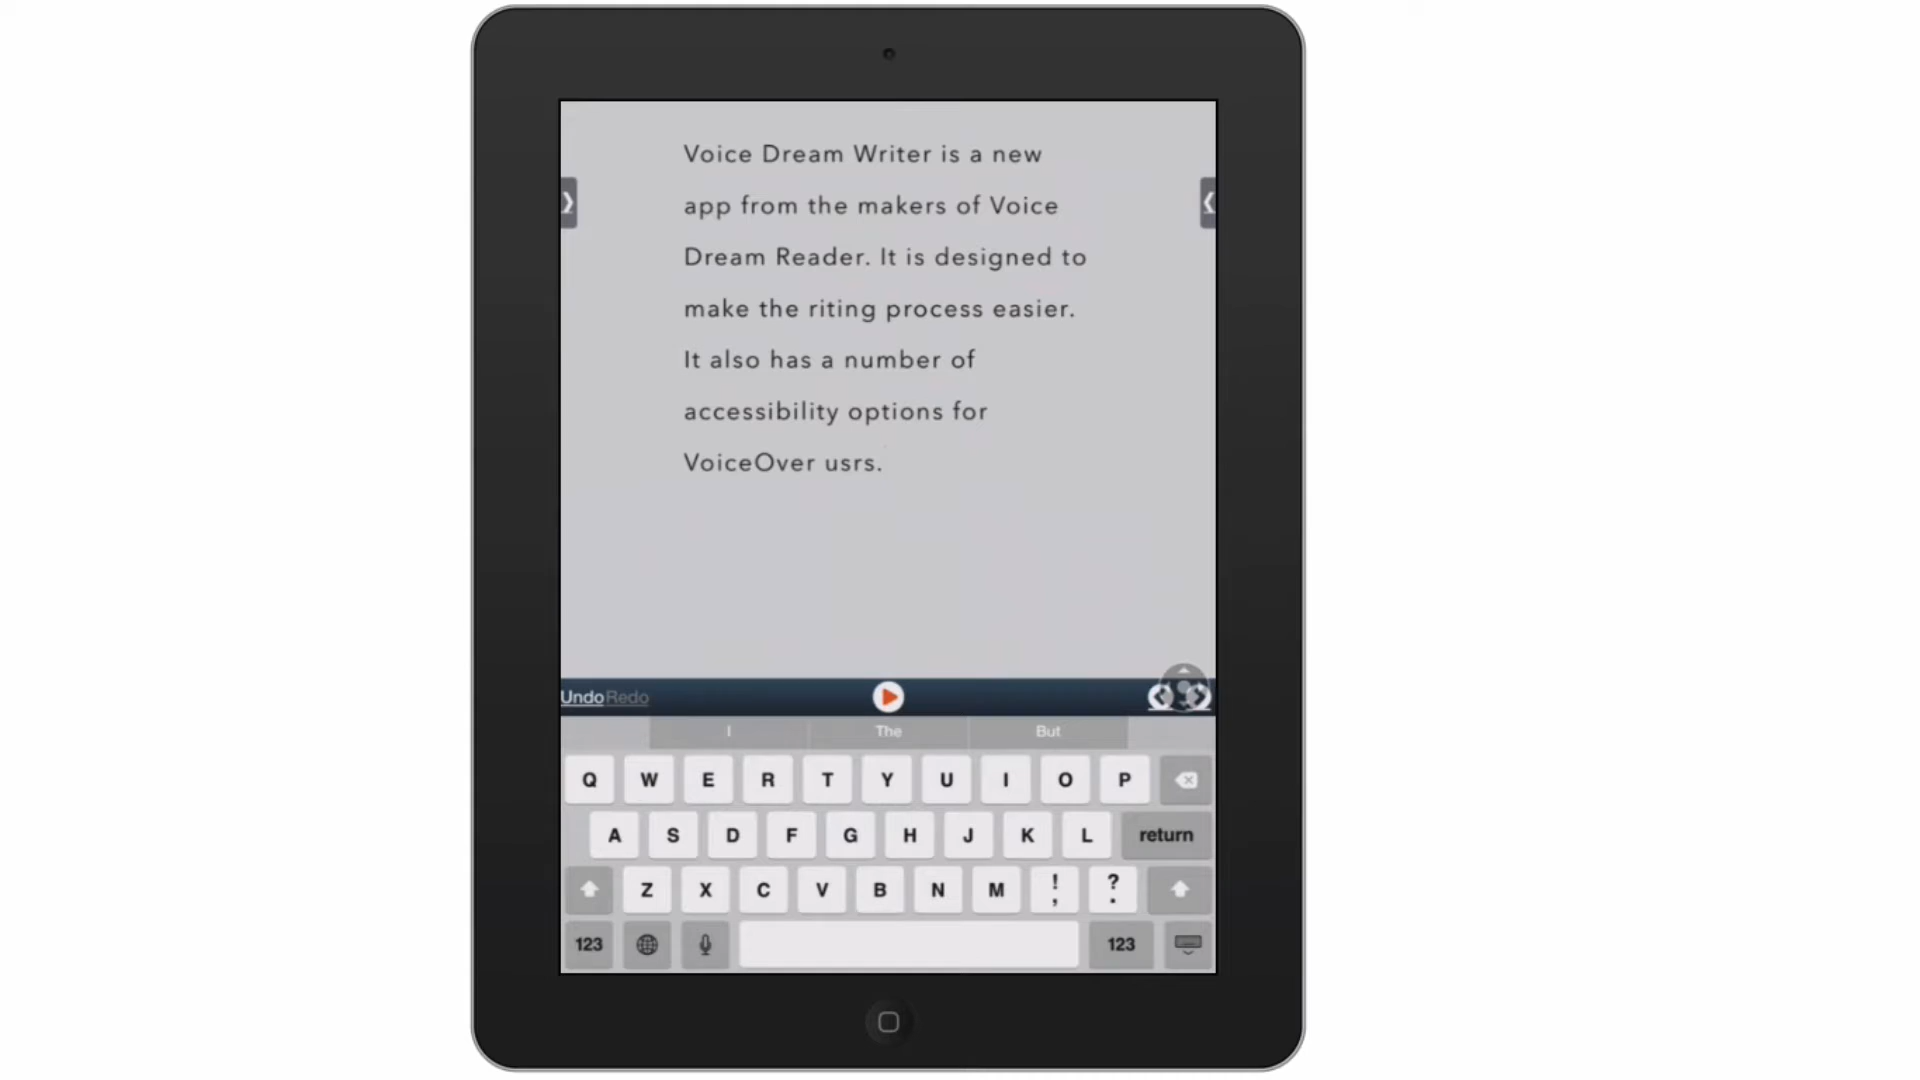 Voice Dream Writer is a new
app from the makers of Voice
Dream Reader. It is designed to
make the riting process easier.
It also has a number of
accessibility options for
VoiceOver usrs.
Undo Redo
I The But
Q W E R T Y U I O P
A S D F G H J K L return
Z X C V B N M ! , ? .
123 123